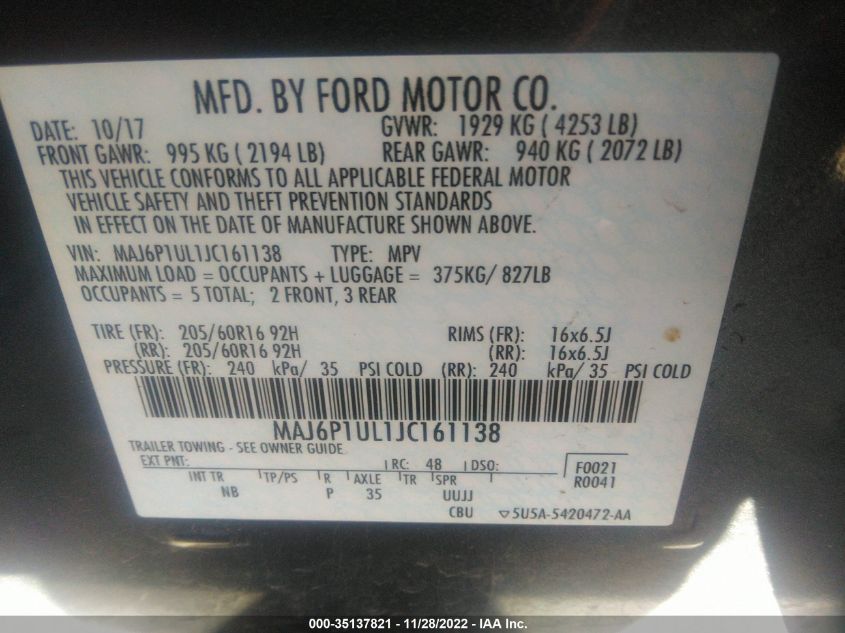 MFD. BY FORD MOTOR CO.
DATE: 10/17 GVWR: 1929 KG ( 4253 LB)
FRONT GAWR: 995 KG ( 2194 LB) REAR GAWR: 940 KG ( 2072 LB)
THIS VEHICLE CONFORMS TO ALL APPLICABLE FEDERAL MOTOR
VEHICLE SAFETY AND THEFT PREVENTION STANDARDS
IN EFFECT ON THE DATE OF MANUFACTURE SHOWN ABOVE.
VIN: MAJ6P1UL1JC161138 TYPE: MPV
MAXIMUM LOAD = OCCUPANTS + LUGGAGE = 375KG/ 827LB
OCCUPANTS = 5 TOTAL; 2 FRONT, 3 REAR
TIRE (FR): 205/60R16 92H RIMS (FR): 16x6.5J
(RR): 205/60R16 92H (RR): 16x6.5J
PRESSURE (FR): 240 kPa/ 35 PSI COLD (RR): 240 kPa/ 35 PSI COLD
MAJ6P1UL1JC161138
TRAILER TOWING - SEE OWNER GUIDE
EXT PNT: RC: 48 DSO: F0021
INT TR TP/PS R AXLE TR SPR R0041
NB P 35 UUJJ
CBU ▽5U5A-5420472-AA
000-35137821 - 11/28/2022 - IAA Inc.